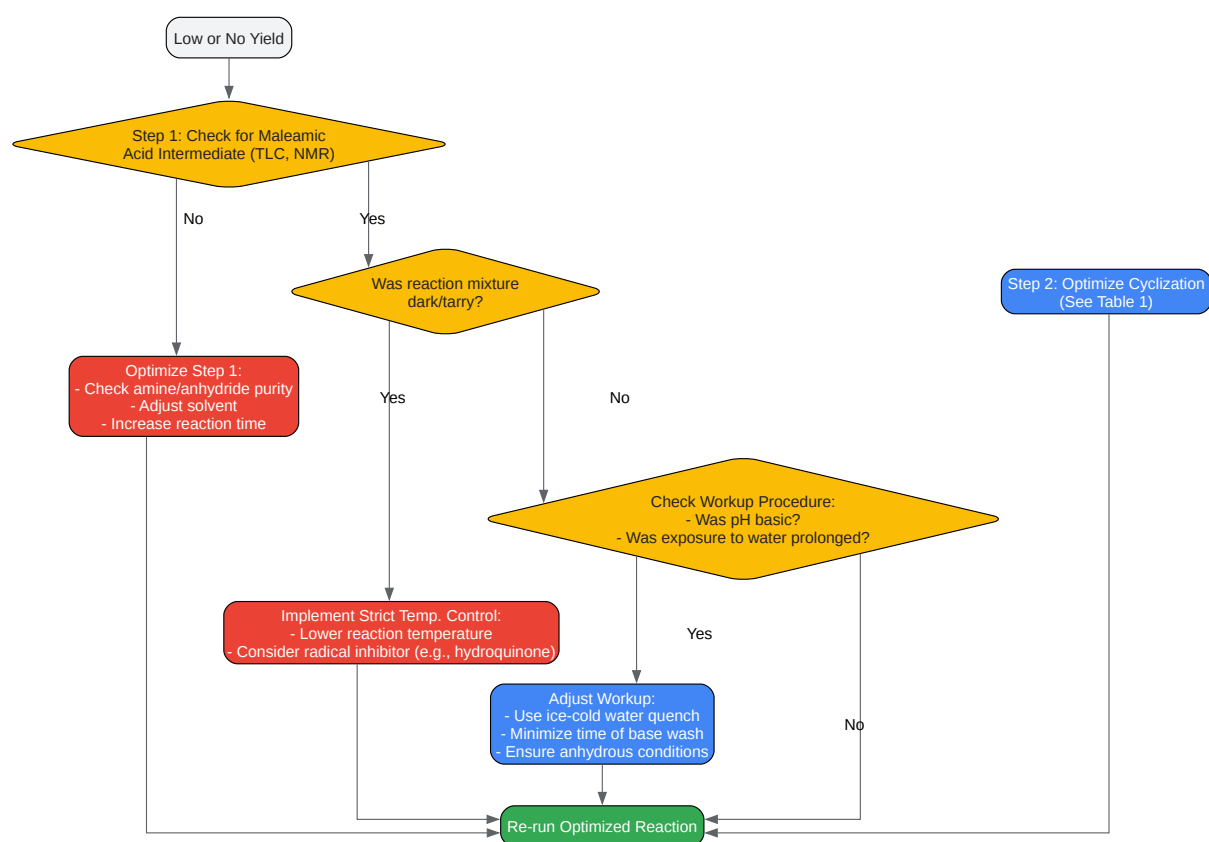 Low or No Yield
Step 1: Check for Maleamic
Acid Intermediate (TLC, NMR)
No
Yes
Was reaction mixture
dark/tarry?
Step 2: Optimize Cyclization
(See Table 1)
Optimize Step 1:
- Check amine/anhydride purity
- Adjust solvent
- Increase reaction time
Yes
No
Check Workup Procedure:
- Was pH basic?
- Was exposure to water prolonged?
Implement Strict Temp. Control:
- Lower reaction temperature
- Consider radical inhibitor (e.g., hydroquinone)
Yes
Adjust Workup:
- Use ice-cold water quench
- Minimize time of base wash
- Ensure anhydrous conditions
No
Re-run Optimized Reaction